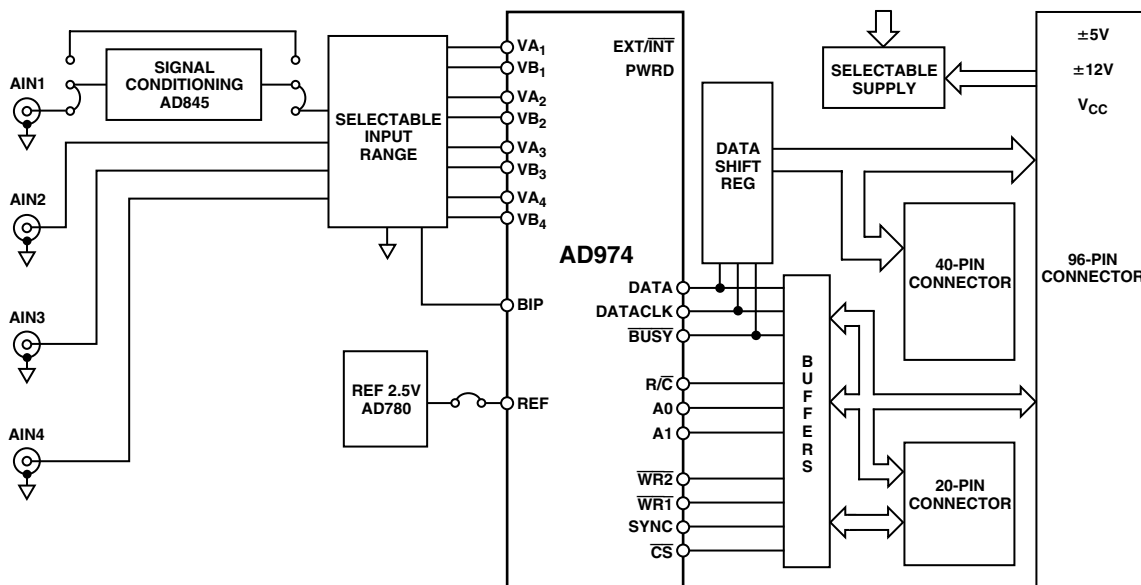 AIN1
SIGNAL
CONDITIONING
AD845
AIN2
AIN3
AIN4
SELECTABLE
INPUT
RANGE
REF 2.5V
AD780
VA1
VB1
VA2
VB2
VA3
VB3
VA4
VB4
BIP
REF
AD974
EXT/INT
PWRD
DATA
DATACLK
BUSY
R/C
A0
A1
WR2
WR1
SYNC
CS
DATA
SHIFT
REG
BUFFERS
SELECTABLE
SUPPLY
40-PIN
CONNECTOR
20-PIN
CONNECTOR
±5V
±12V
VCC
96-PIN
CONNECTOR